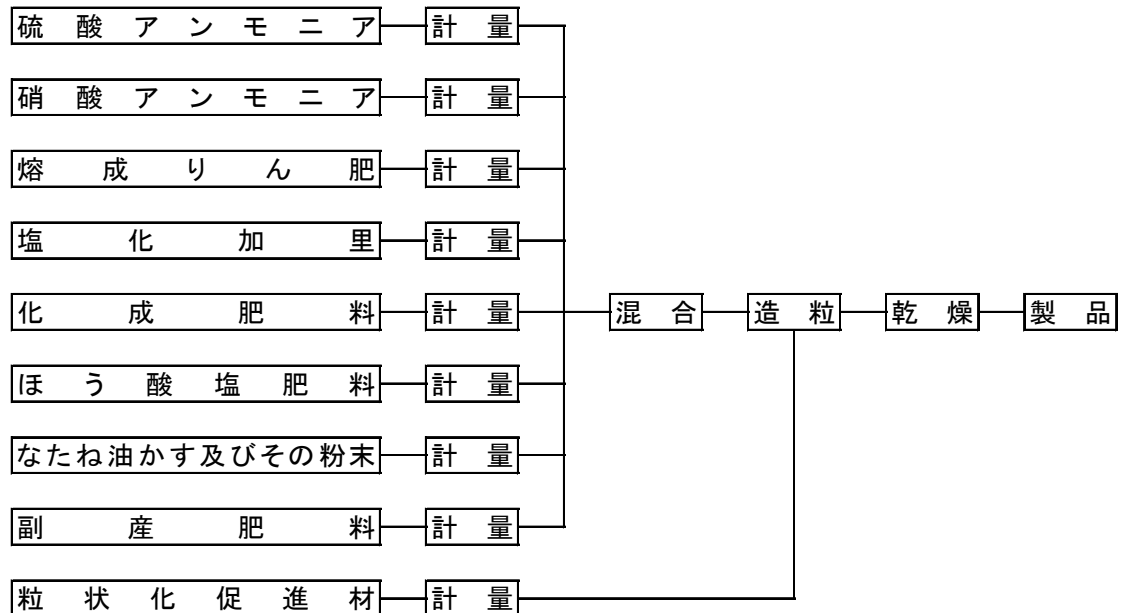 硫酸アンモニア 計量
硝酸アンモニア 計量
熔成りん肥 計量
塩化加里 計量
化成肥料 計量 混合 造粒 乾燥 製品
ほう酸塩肥料 計量
なたね油かす及びその粉末 計量
副産肥料 計量
粒状化促進材 計量